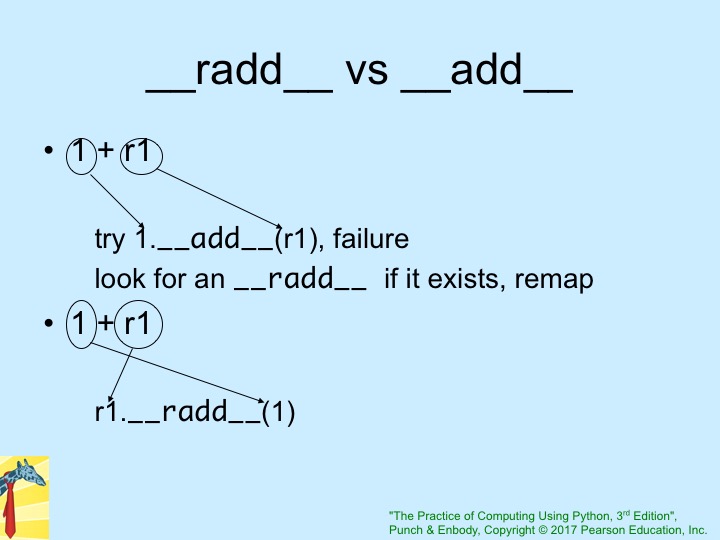 __radd__ vs __add__
• 1 + r1
try 1.__add__(r1), failure
look for an __radd__ if it exists, remap
• 1 + r1
r1.__radd__(1)
"The Practice of Computing Using Python, 3rd Edition",
Punch & Enbody, Copyright © 2017 Pearson Education, Inc.